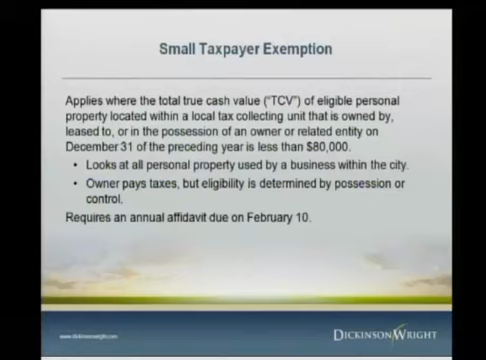 Small Taxpayer Exemption
Applies where the total true cash value ("TCV") of eligible personal
property located within a local tax collecting unit that is owned by,
leased to, or in the possession of an owner or related entity on
December 31 of the preceding year is less than $80,000.
• Looks at all personal property used by a business within the city.
• Owner pays taxes, but eligibility is determined by possession or
control.
Requires an annual affidavit due on February 10.
www.dickinsonwright.com
DICKINSON WRIGHT